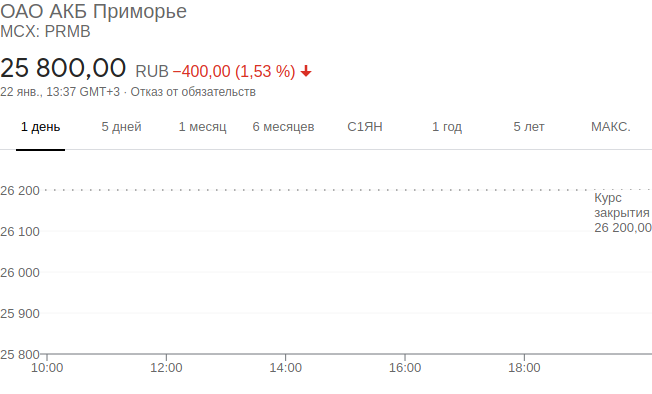 ОАО АКБ Приморье
MCX: PRMB
25 800,00 RUB −400,00 (1,53 %)
22 янв., 13:37 GMT+3 · Отказ от обязательств
1 день 5 дней 1 месяц 6 месяцев С1ЯН 1 год 5 лет МАКС.
26 200
Курс
закрытия
26 200,00
26 100
26 000
25 900
25 800
10:00 12:00 14:00 16:00 18:00